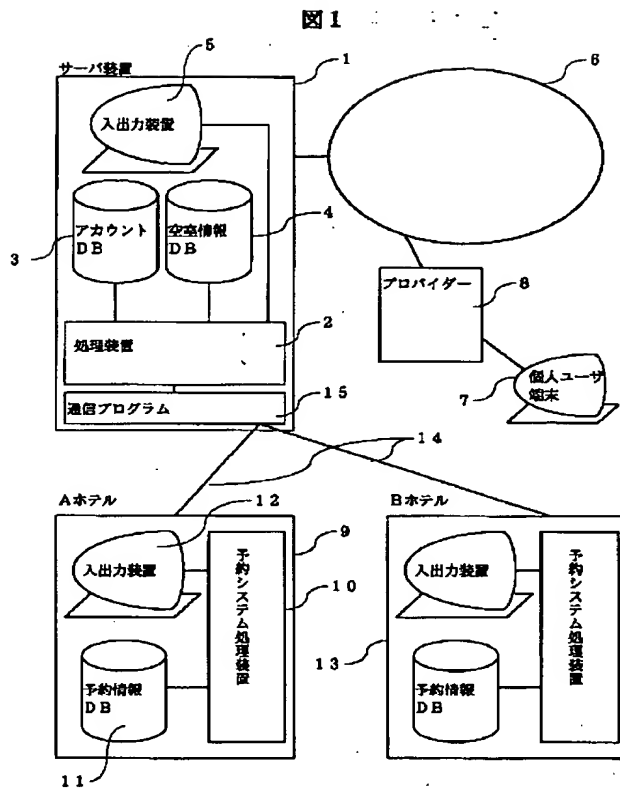 図1
5
サーバ装置
1
6
入出力装置
アカウント
DB
空室情報
DB
3
4
プロバイダー
8
処理装置
2
個人ユーザ
端末
7
通信プログラム
15
14
Aホテル
12
Bホテル
入出力装置
9
予約システム処理装置
10
入出力装置
予約システム処理装置
13
予約情報
DB
予約情報
DB
11